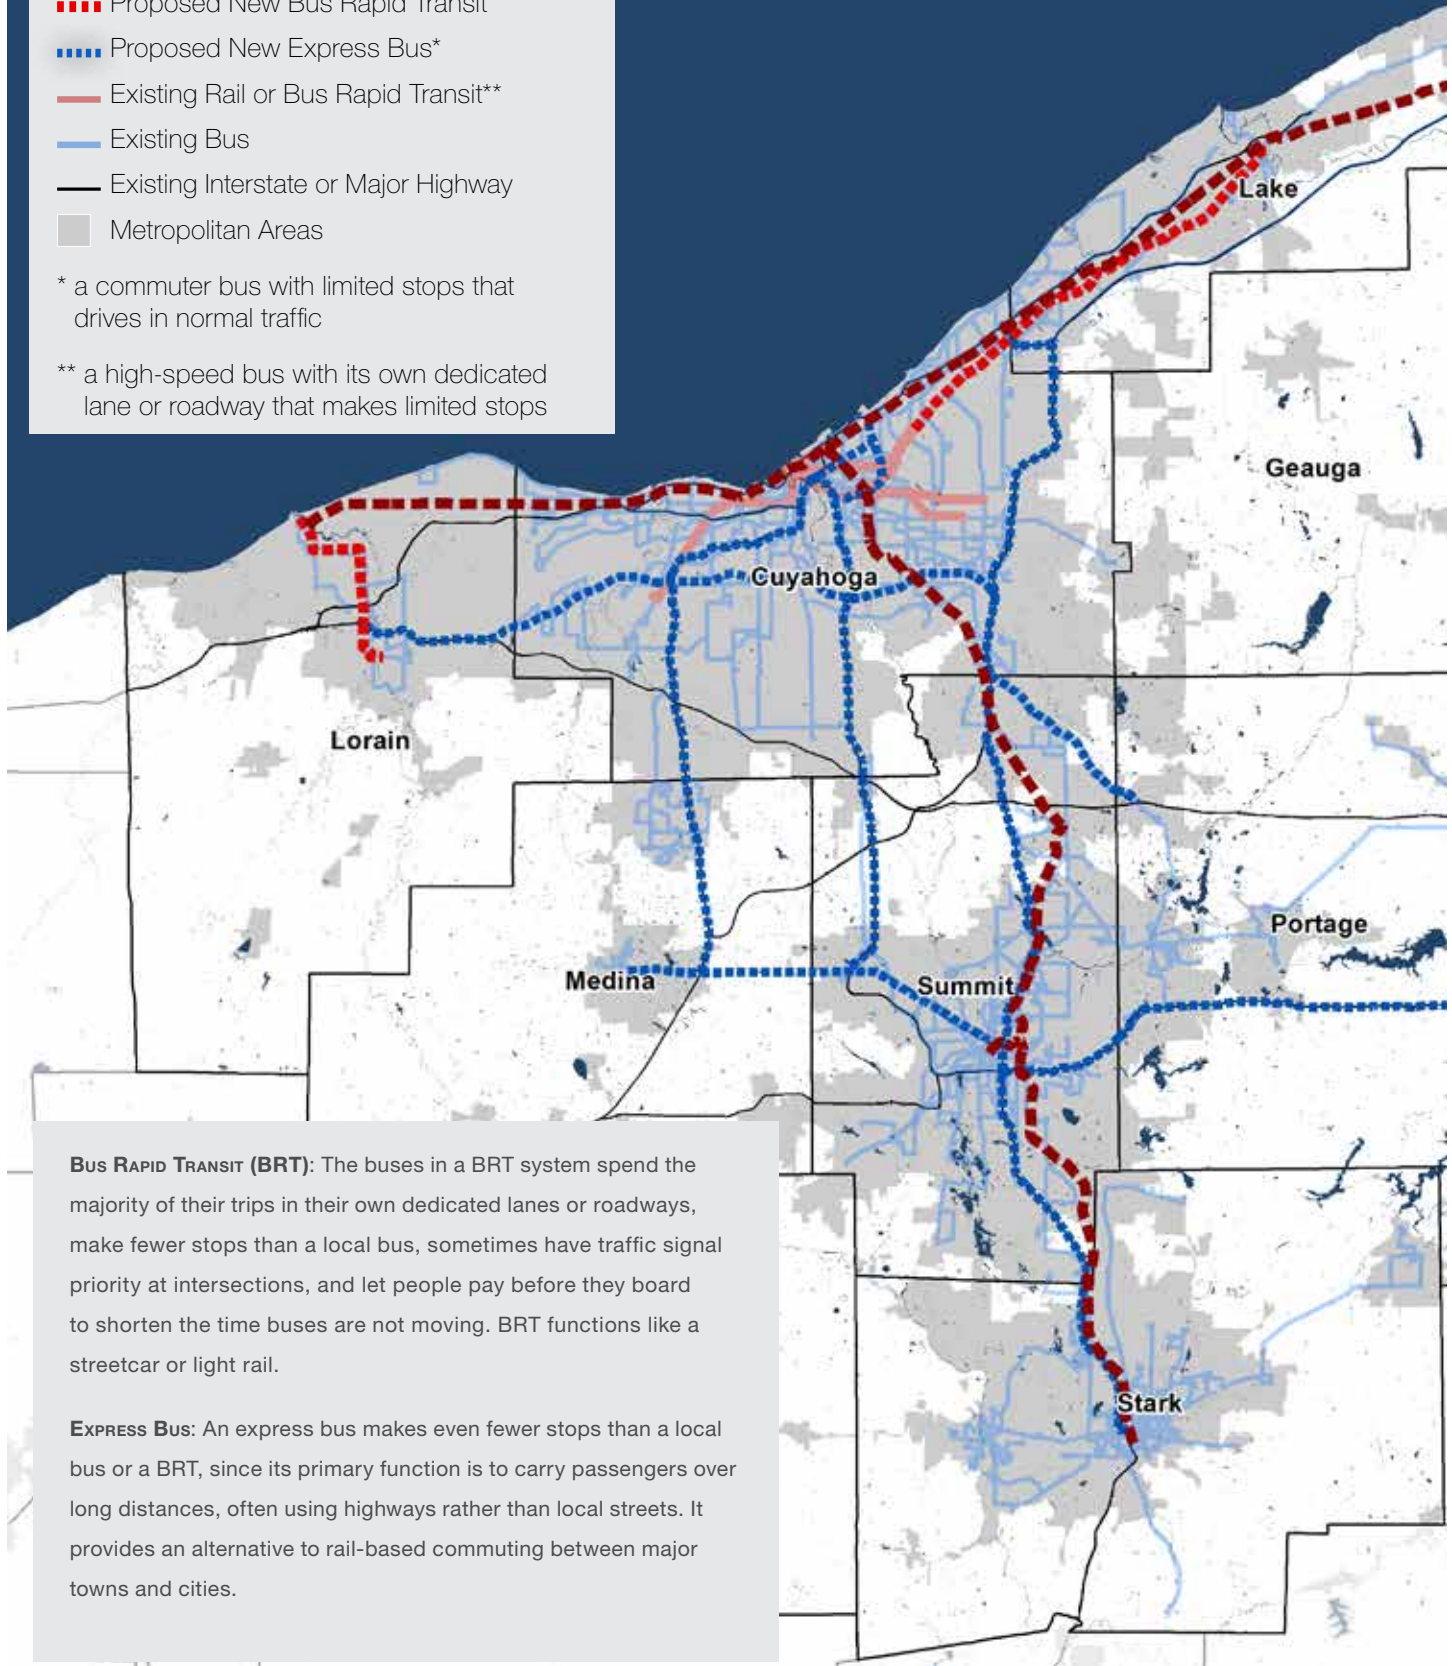 Proposed New Bus Rapid Transit
Proposed New Express Bus*
Existing Rail or Bus Rapid Transit**
Existing Bus
Existing Interstate or Major Highway
Metropolitan Areas
* a commuter bus with limited stops that
drives in normal traffic
** a high-speed bus with its own dedicated
lane or roadway that makes limited stops
Lake
Geauga
Cuyahoga
Lorain
Portage
Medina
Summit
Stark
BUS RAPID TRANSIT (BRT): The buses in a BRT system spend the
majority of their trips in their own dedicated lanes or roadways,
make fewer stops than a local bus, sometimes have traffic signal
priority at intersections, and let people pay before they board
to shorten the time buses are not moving. BRT functions like a
streetcar or light rail.
EXPRESS BUS: An express bus makes even fewer stops than a local
bus or a BRT, since its primary function is to carry passengers over
long distances, often using highways rather than local streets. It
provides an alternative to rail-based commuting between major
towns and cities.